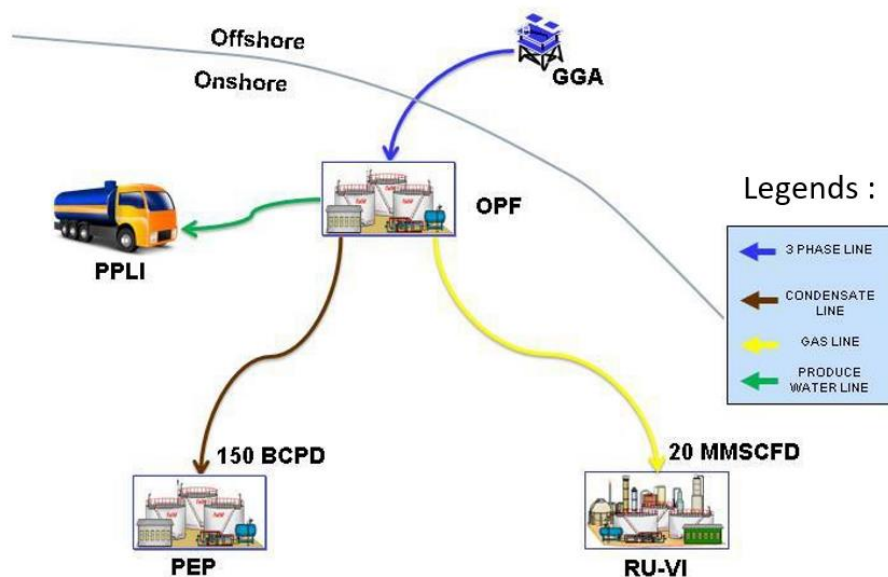 Offshore
Onshore
GGA
OPF
PPLI
Legends :
3 PHASE LINE
CONDENSATE
LINE
GAS LINE
PRODUCE
WATER LINE
150 BCPD
20 MMSCFD
PEP
RU-VI